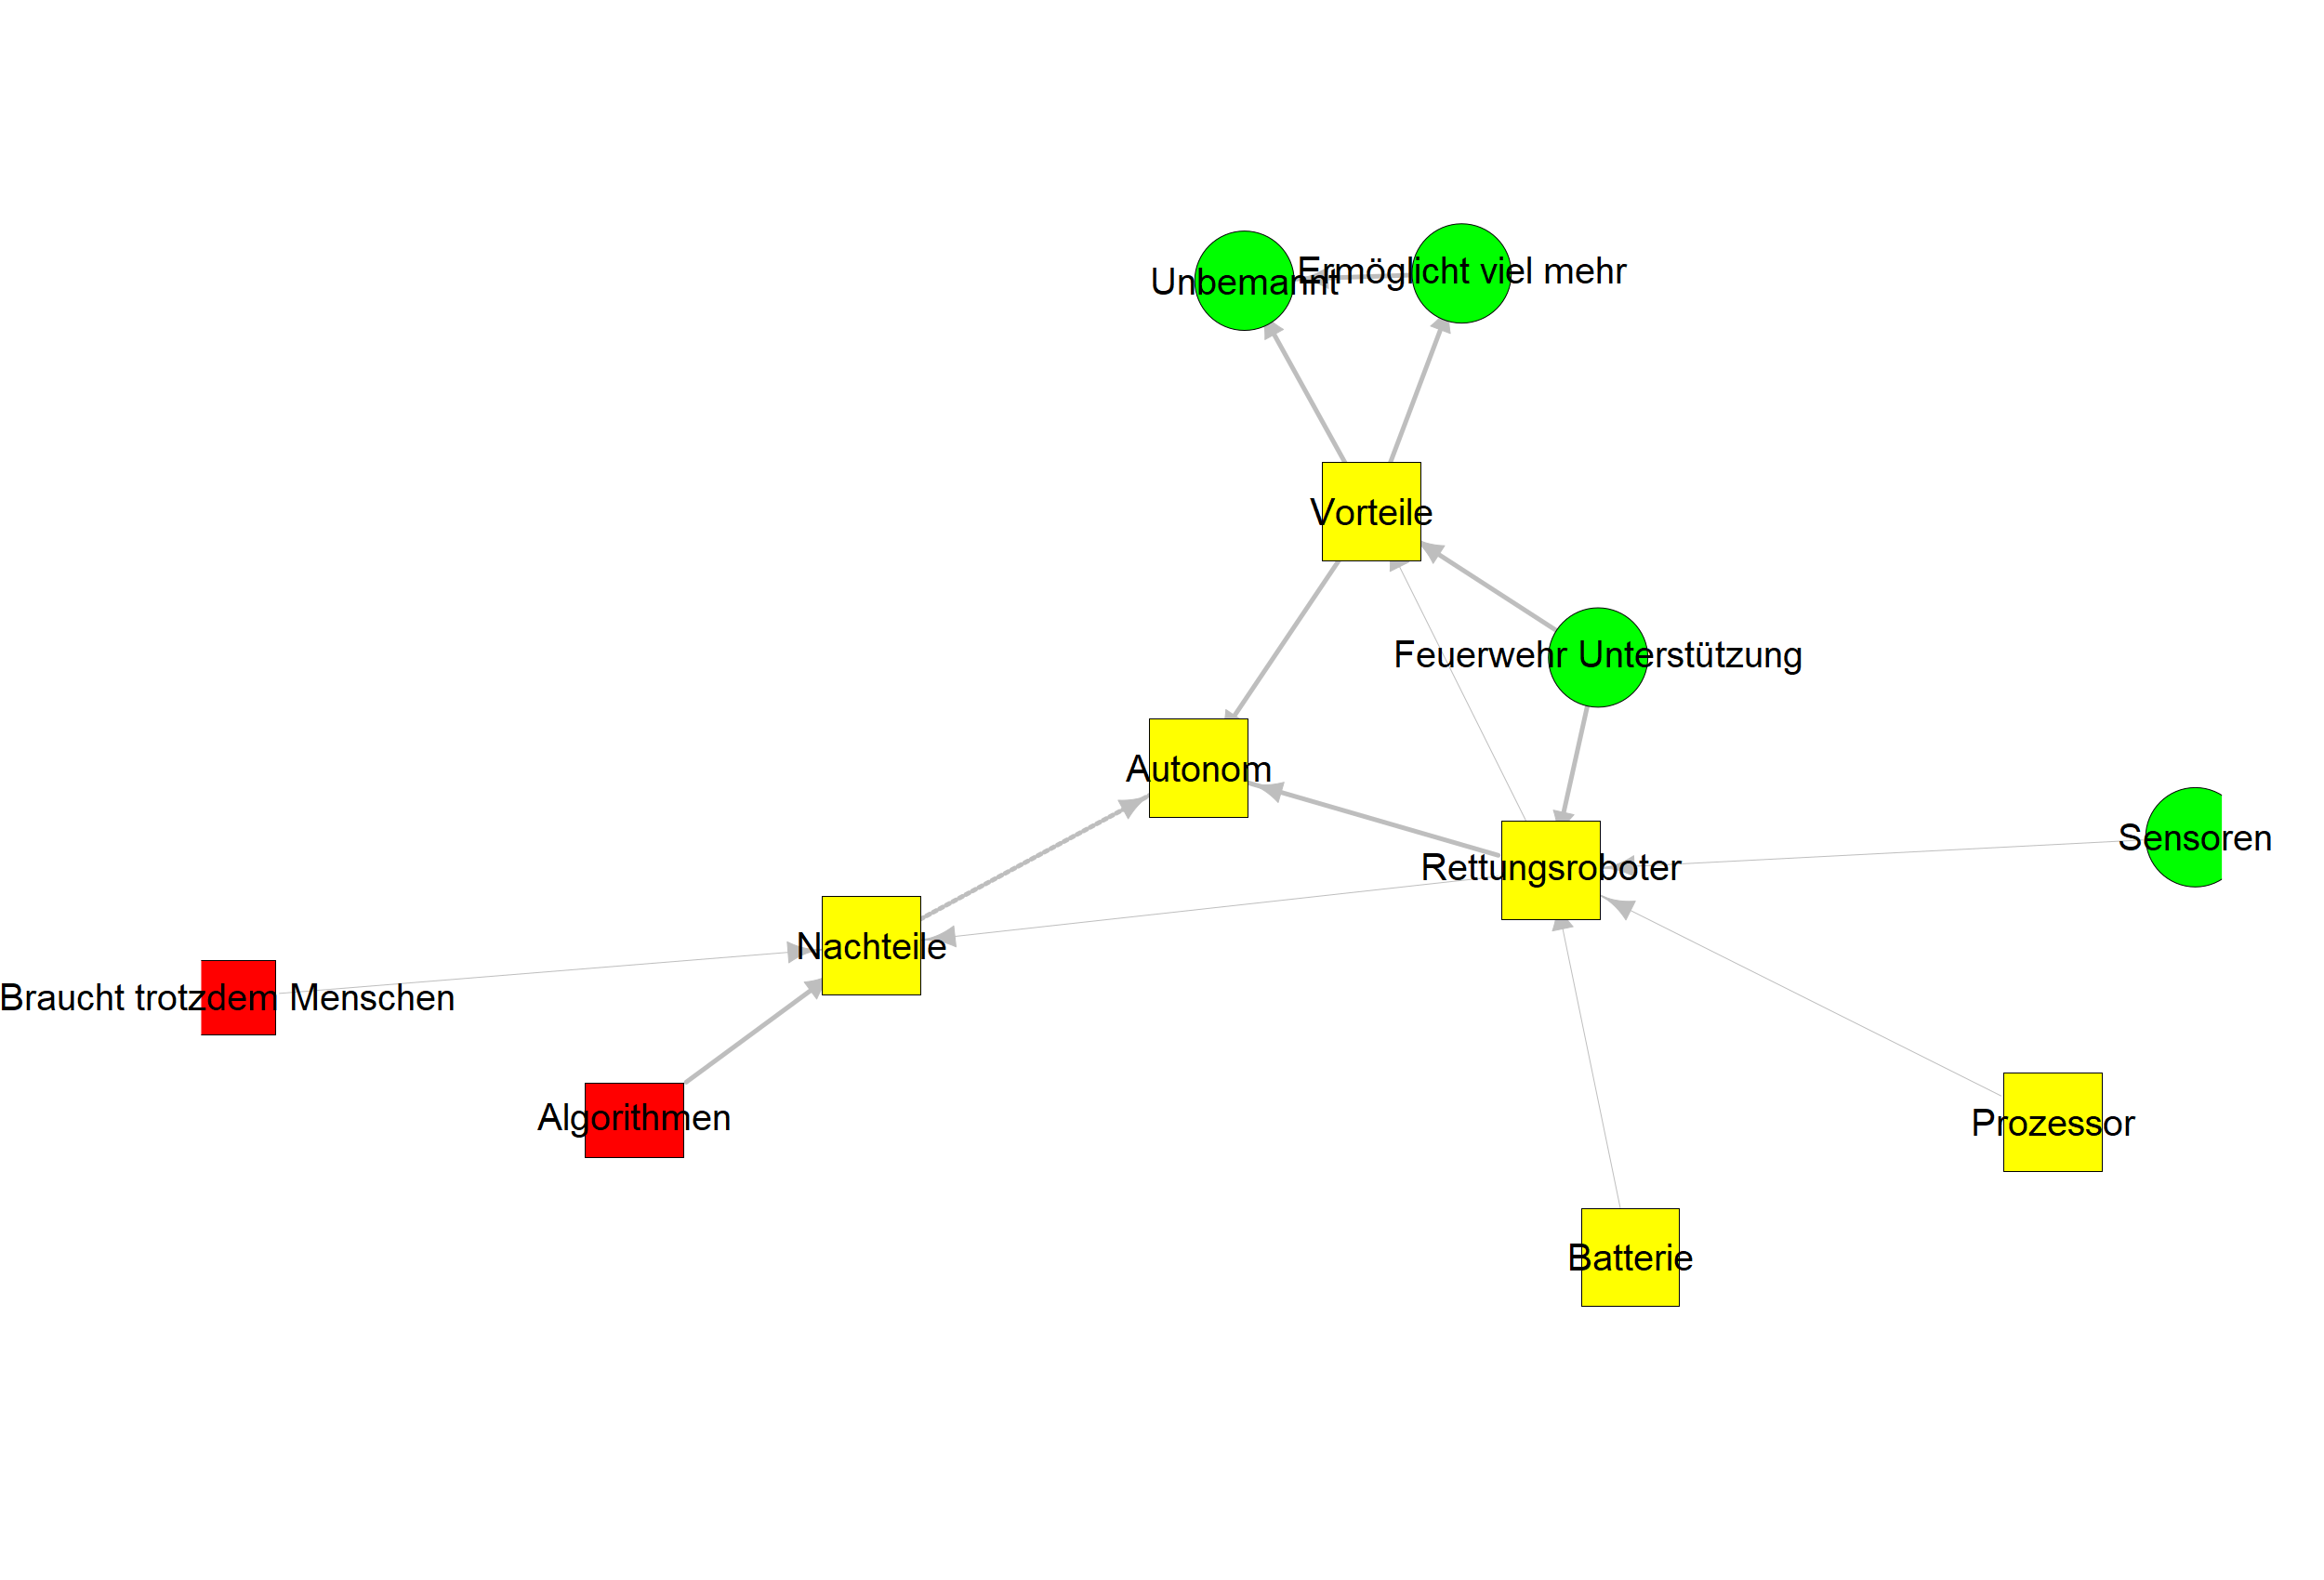 Unbemannt
Ermöglicht viel mehr
Vorteile
Feuerwehr Unterstützung
Autonom
Sensoren
Rettungsroboter
Nachteile
Braucht trotzdem Menschen
Algorithmen
Prozessor
Batterie